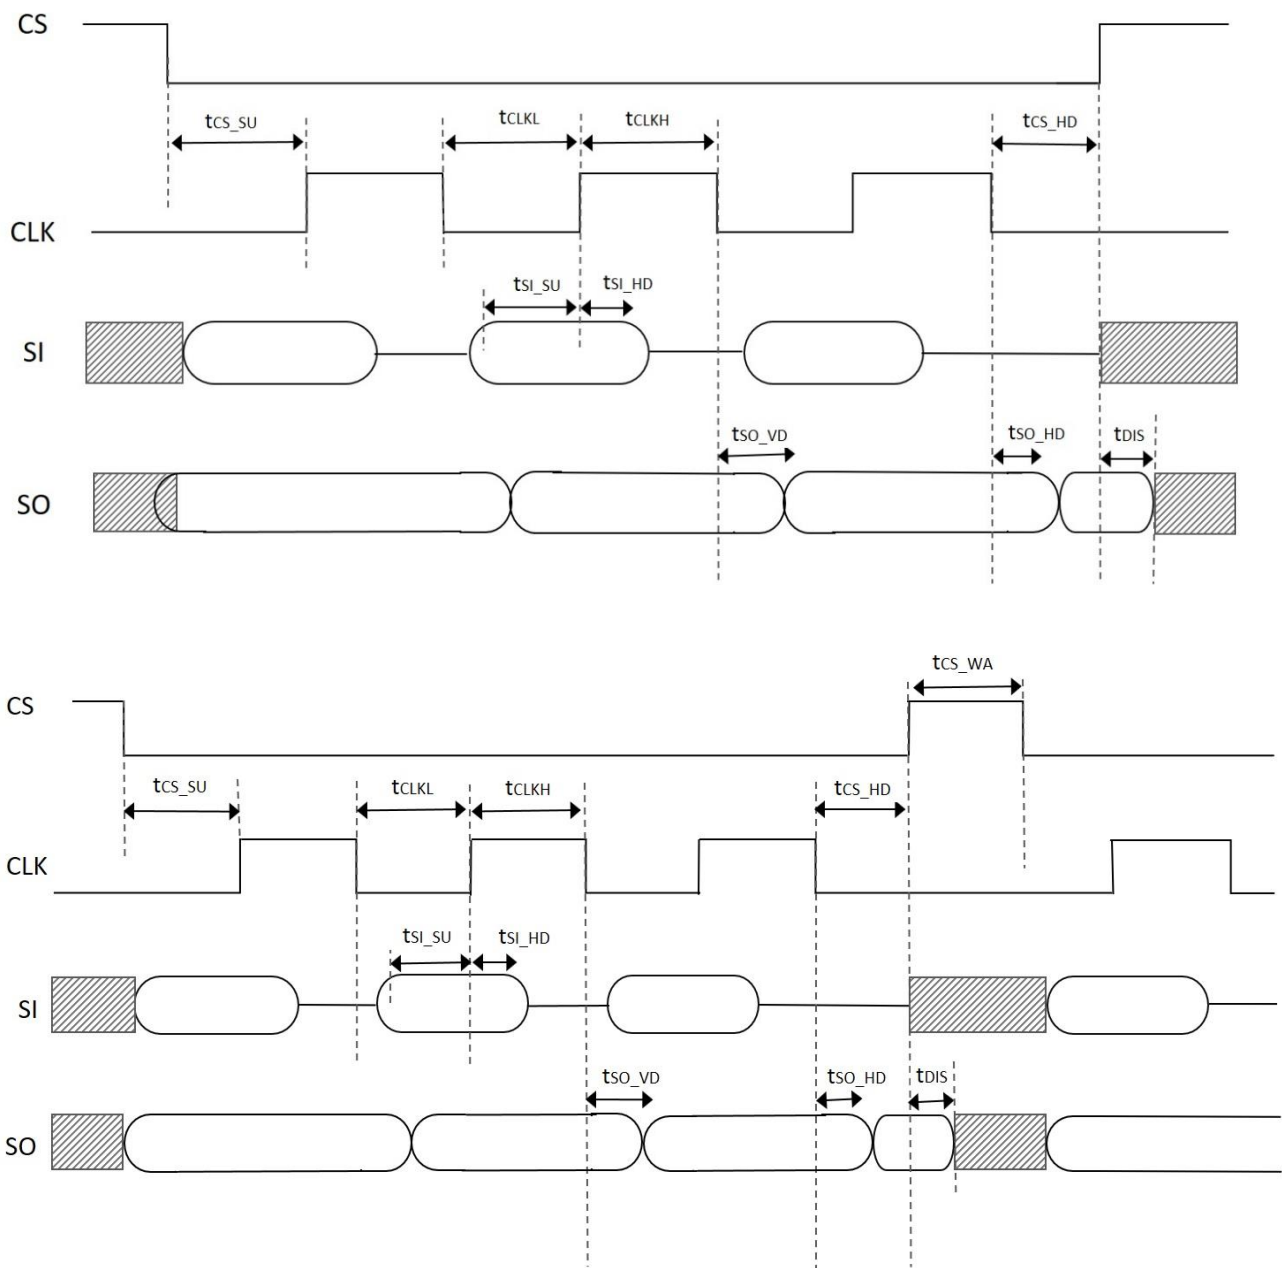 CS
tCS_SU
tCLKL
tCLKH
tCS_HD
CLK
tSI_SU
tSI_HD
SI
tSO_VD
tSO_HD
tDIS
SO
tCS_WA
CS
tCS_SU
tCLKL
tCLKH
tCS_HD
CLK
tSI_SU
tSI_HD
SI
tSO_VD
tSO_HD
tDIS
SO